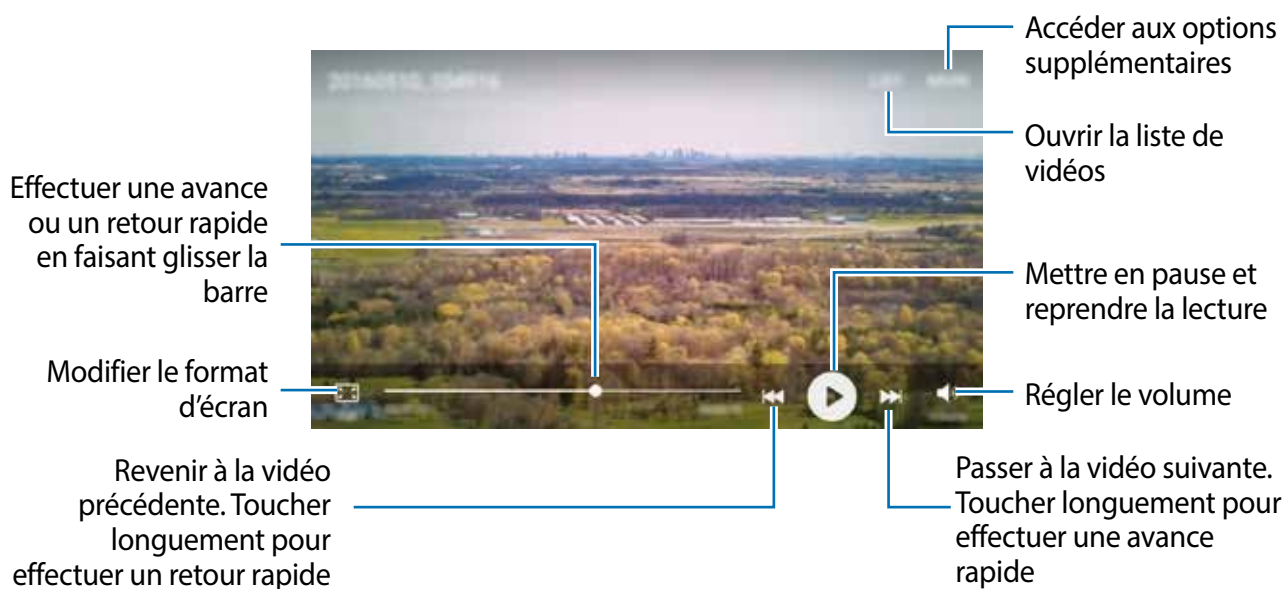 Accéder aux options
supplémentaires
Ouvrir la liste de
vidéos
Effectuer une avance
ou un retour rapide
en faisant glisser la
barre
Mettre en pause et
reprendre la lecture
Modifier le format
d'écran
Régler le volume
Revenir à la vidéo
précédente. Toucher
longuement pour
effectuer un retour rapide
Passer à la vidéo suivante.
Toucher longuement pour
effectuer une avance
rapide